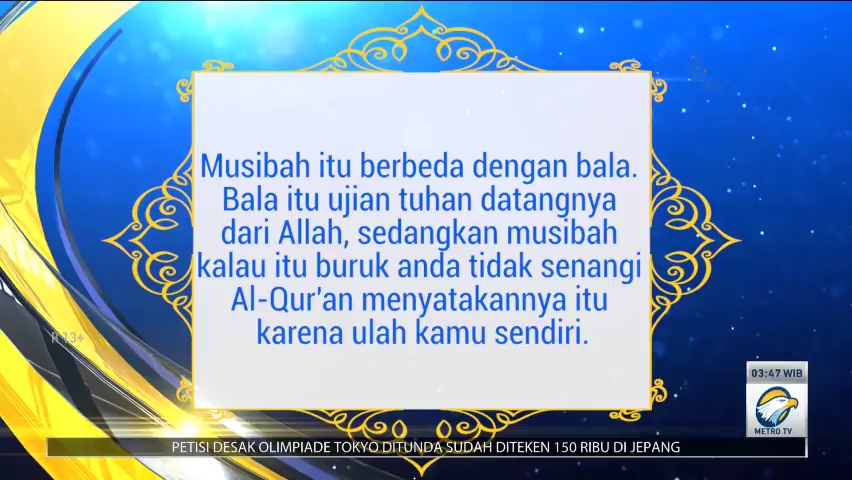 Musibah itu berbeda dengan bala.
Bala itu ujian tuhan datangnya
dari Allah, sedangkan musibah
kalau itu buruk anda tidak senangi
Al-Qur'an menyatakannya itu
karena ulah kamu sendiri.
R 13+
03:47 WIB
METRO TV
PETISI DESAK OLIMPIADE TOKYO DITUNDA SUDAH DITEKEN 150 RIBU DI JEPANG